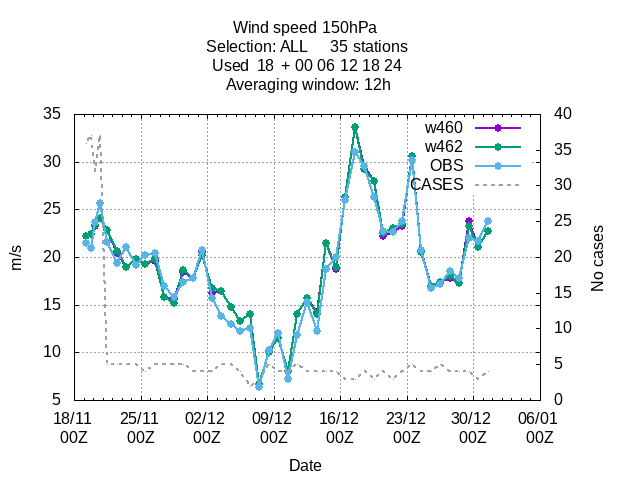 Wind speed 150hPa
Selection: ALL 35 stations
Used 18 + 00 06 12 18 24
Averaging window: 12h
35 40
w460
w462
OBS
CASES
35
30 30
25 25
20 20
15 15
10 10
5
5 0
m/s
No cases
18/11 25/11 02/12 09/12 16/12 23/12 30/12 06/01
00Z 00Z 00Z 00Z 00Z 00Z 00Z 00Z
Date